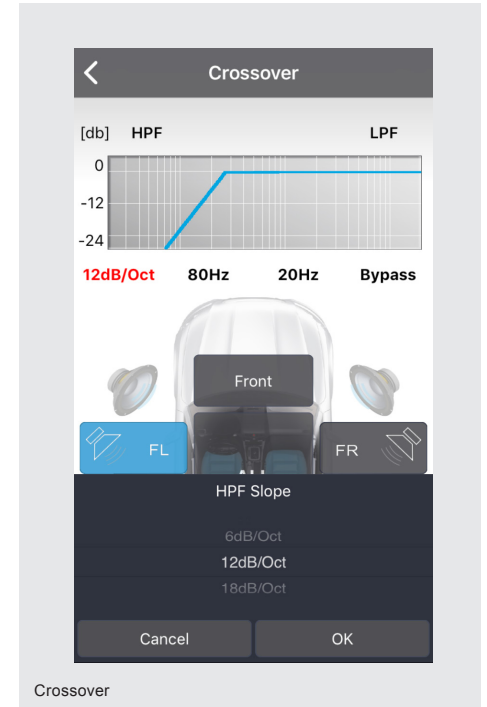 Crossover
[db] HPF LPF
0
-12
-24
12dB/Oct 80Hz 20Hz Bypass
Front
FL FR
HPF Slope
6dB/Oct
12dB/Oct
18dB/Oct
Cancel OK
Crossover